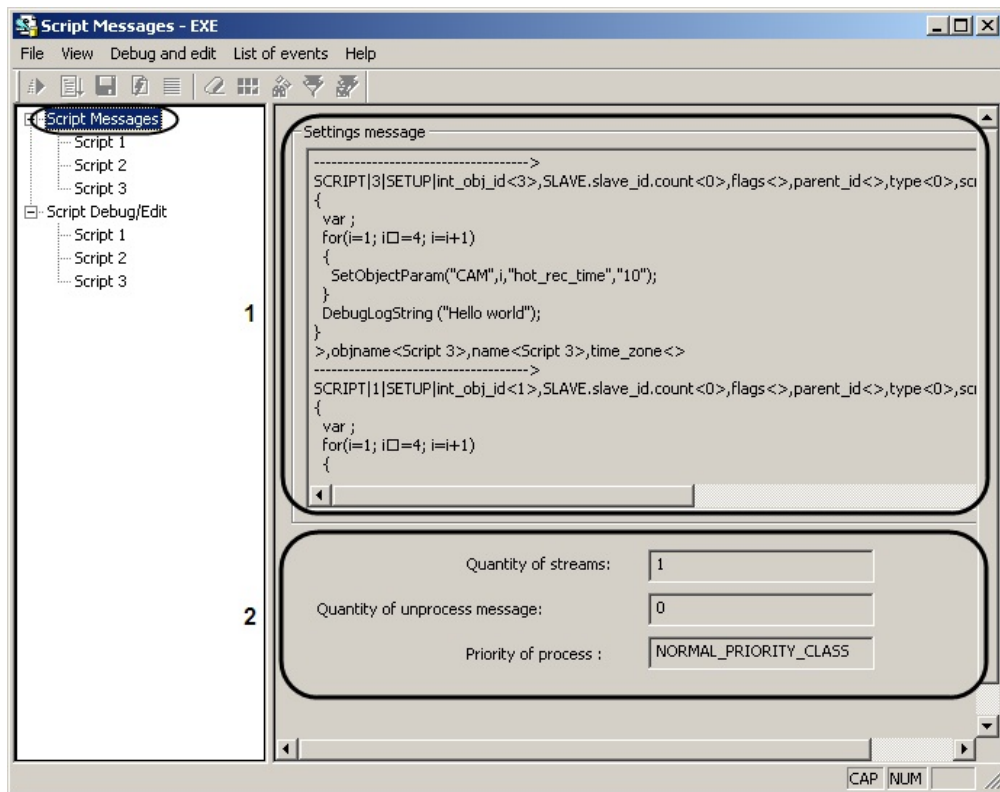 Script Messages - EXE
File View Debug and edit List of events Help
Script Messages
Script 1
Script 2
Script 3
Script Debug/Edit
Script 1
Script 2
Script 3
1
2
Settings message
------------------------------------->
SCRIPT|3|SETUP|int_obj_id<3>,SLAVE.slave_id.count<0>,flags<>,parent_id<>,type<0>,scr
{
var ;
for(i=1; i□=4; i=i+1)
{
SetObjectParam("CAM",i,"hot_rec_time","10");
}
DebugLogString ("Hello world");
}
>,objname<Script 3>,name<Script 3>,time_zone<>
------------------------------------->
SCRIPT|1|SETUP|int_obj_id<1>,SLAVE.slave_id.count<0>,flags<>,parent_id<>,type<0>,scr
{
var ;
for(i=1; i□=4; i=i+1)
{
Quantity of streams: 1
Quantity of unprocess message: 0
Priority of process : NORMAL_PRIORITY_CLASS
CAP NUM